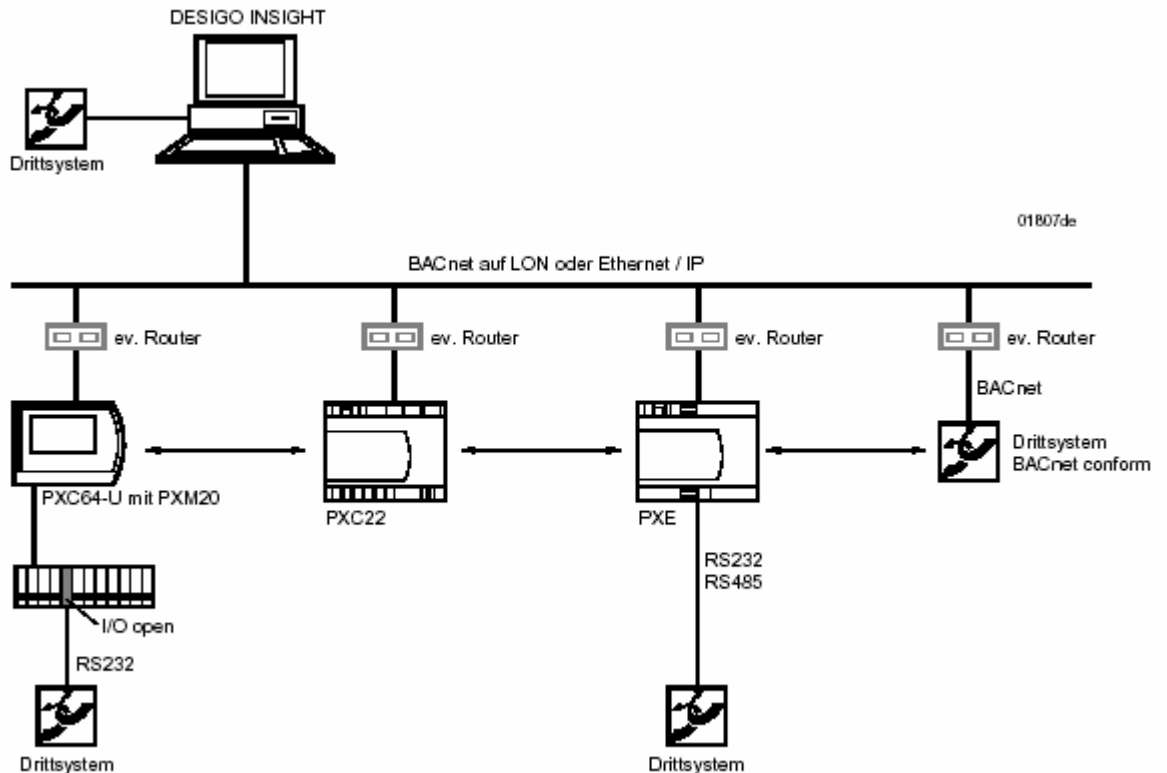 DESIGO INSIGHT
Drittsystem
01807de
BACnet auf LON oder Ethernet / IP
ev. Router
ev. Router
ev. Router
ev. Router
BACnet
Drittsystem
BACnet conform
PXC64-U mit PXM20
PXC22
PXE
RS232
RS485
I/O open
RS232
Drittsystem
Drittsystem